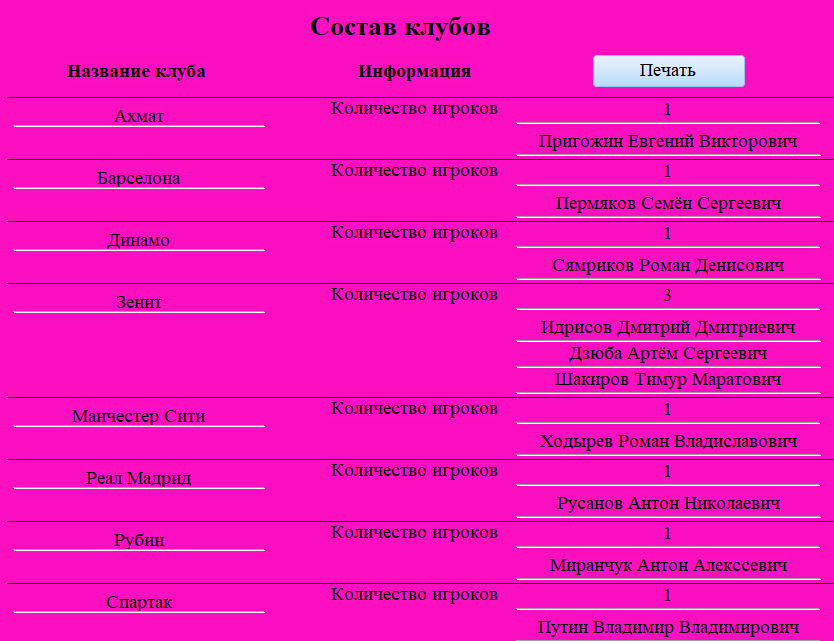 Состав клубов
Название клуба Информация Печать
Ахмат Количество игроков 1
Пригожин Евгений Викторович
Барселона Количество игроков 1
Пермяков Семён Сергеевич
Динамо Количество игроков 1
Сямриков Роман Денисович
Зенит Количество игроков 3
Идрисов Дмитрий Дмитриевич
Дзюба Артём Сергеевич
Шакиров Тимур Маратович
Манчестер Сити Количество игроков 1
Ходырев Роман Владиславович
Реал Мадрид Количество игроков 1
Русанов Антон Николаевич
Рубин Количество игроков 1
Миранчук Антон Алекссевич
Спартак Количество игроков 1
Путин Владимир Владимирович